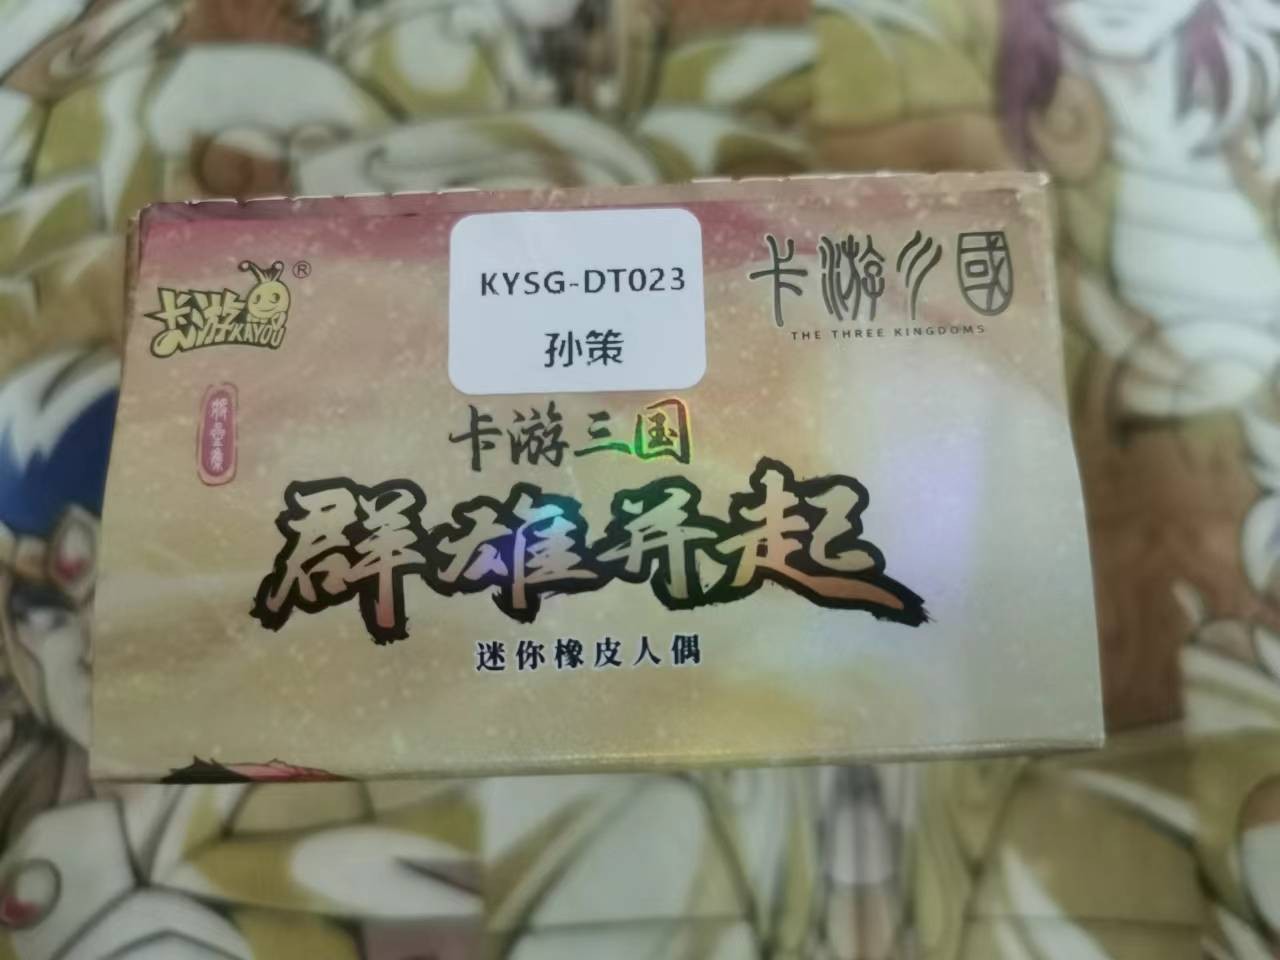 卡游
KAYOU
®
KYSG-DT023
孙策
卡游三國
THE THREE KINGDOMS
卡游三国
群雄并起
迷你橡皮人偶